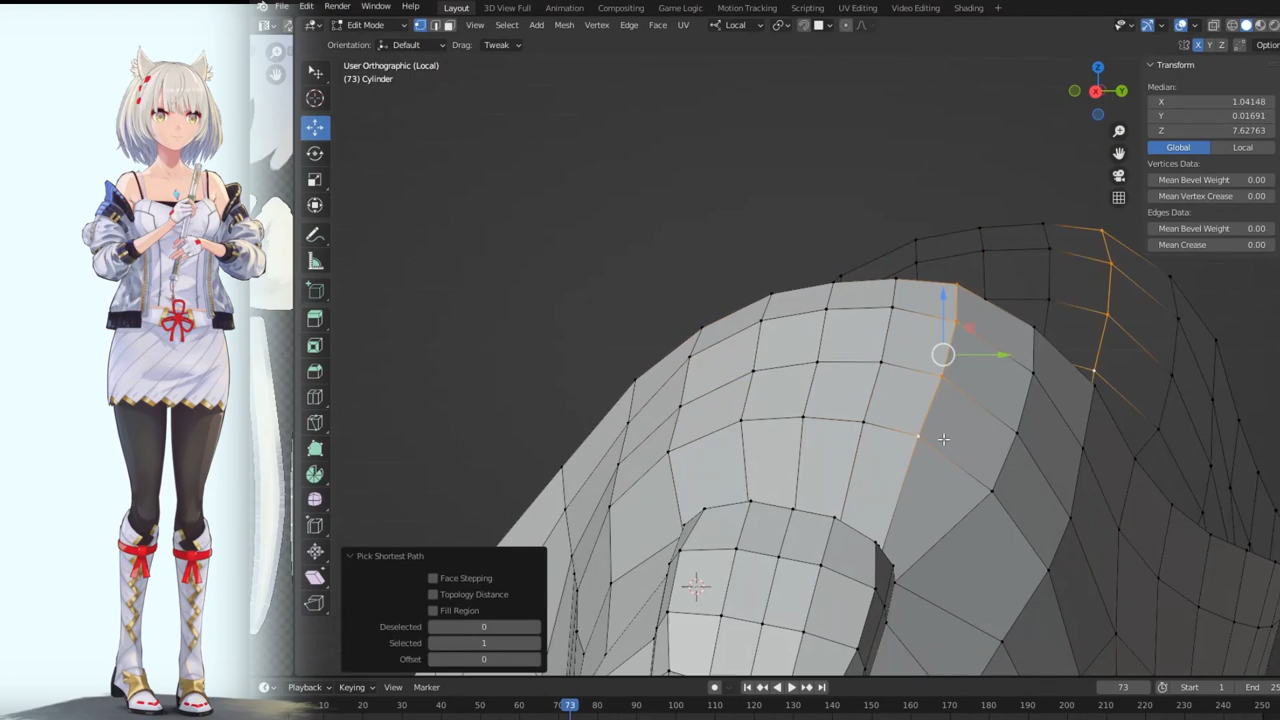 File Edit Render Window Help Layout 3D View Full Animation Compositing Game Logic Motion Tracking Scripting UV Editing Video Editing Shading
Edit Mode View Select Add Mesh Vertex Edge Face UV Local
Orientation: Default Drag: Tweak X Y Z Optio
User Orthographic (Local)
(73) Cylinder
Z
X
Y
Transform
Median:
X 1.04148
Y 0.01691
Z 7.62763
Global Local
Vertices Data:
Mean Bevel Weight 0.00
Mean Vertex Crease 0.00
Edges Data:
Mean Bevel Weight 0.00
Mean Crease 0.00
Pick Shortest Path
Face Stepping
Topology Distance
Fill Region
Deselected 0
Selected 1
Offset 0
Playback Keying View Marker 73 Start 1 End 25
10 20 30 40 50 60 70 73 80 90 100 110 120 130 140 150 160 170 180 190 200 210 220 230 240 250